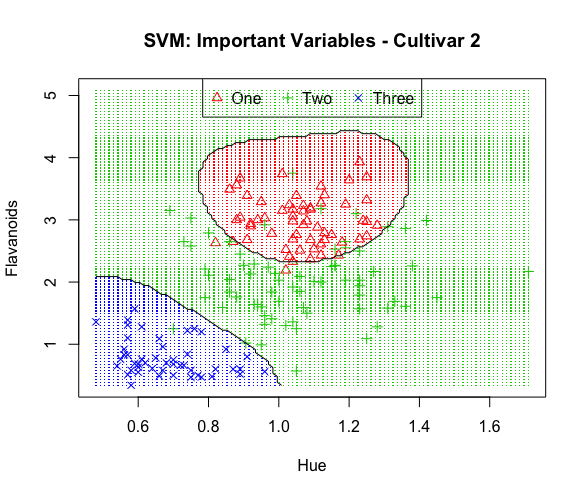 SVM: Important Variables - Cultivar 2
One Two Three
Flavanoids
5
4
3
2
1
0.6 0.8 1.0 1.2 1.4 1.6
Hue